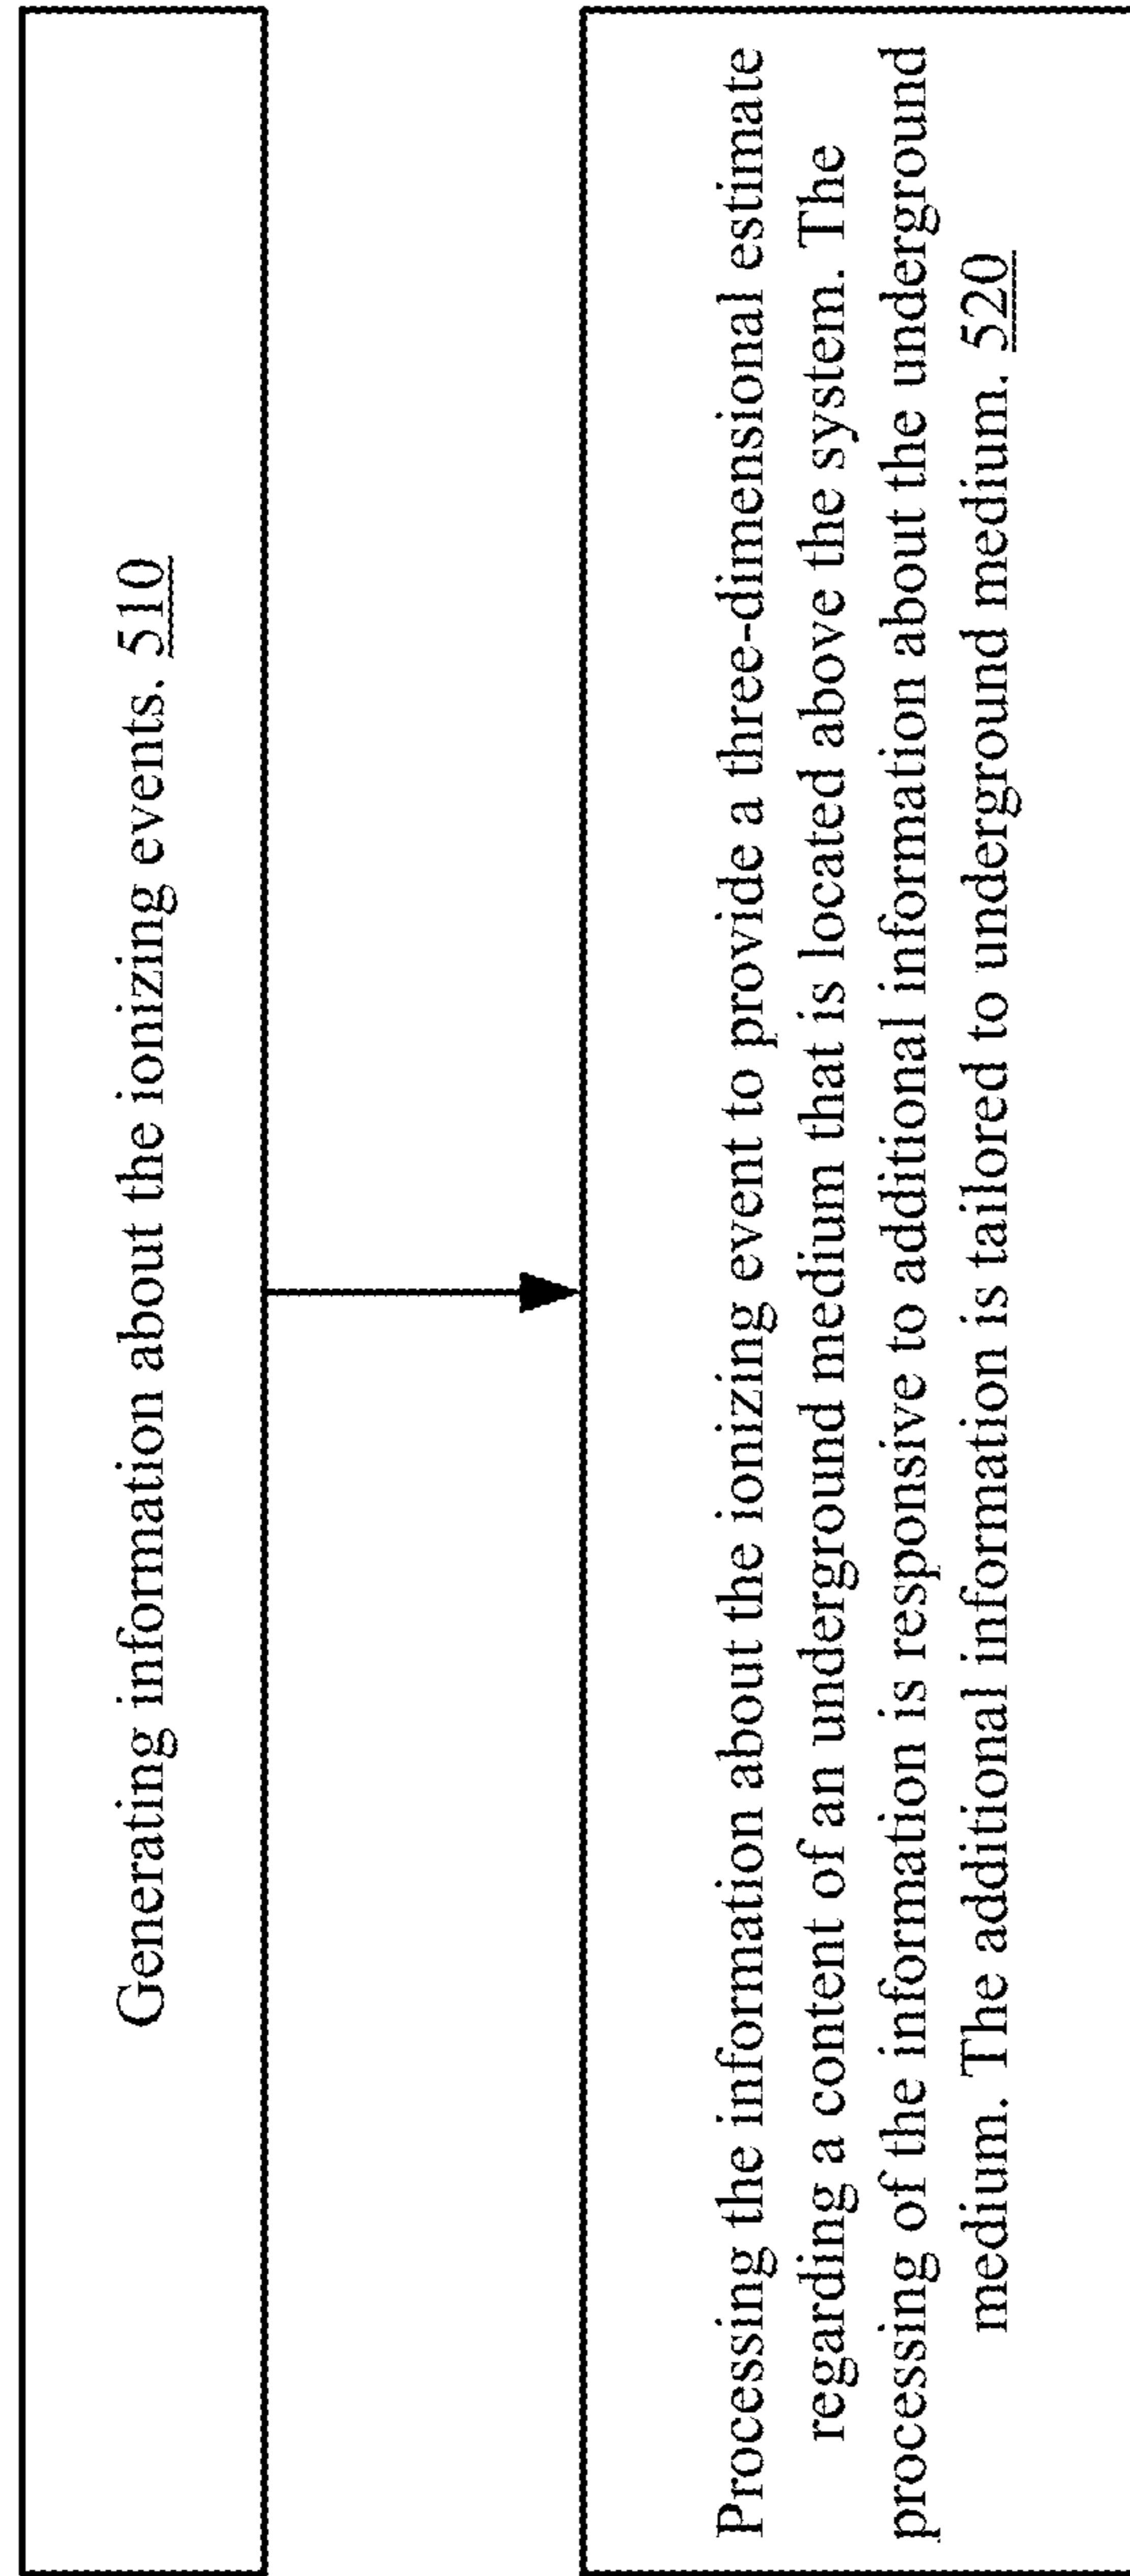 Generating information about the ionizing events. 510
Processing the information about the ionizing event to provide a three-dimensional estimate
regarding a content of an underground medium that is located above the system. The
processing of the information is responsive to additional information about the underground
medium. The additional information is tailored to underground medium. 520